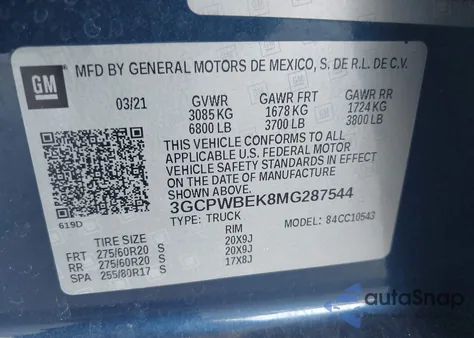 GM
MFD BY GENERAL MOTORS DE MEXICO, S. DE R.L. DE C.V.
03/21 GVWR GAWR FRT GAWR RR
3085 KG 1678 KG 1724 KG
6800 LB 3700 LB 3800 LB
THIS VEHICLE CONFORMS TO ALL
APPLICABLE U.S. FEDERAL MOTOR
VEHICLE SAFETY STANDARDS IN EFFECT
ON THE DATE OF MANUFACTURE
SHOWN ABOVE.
3GCPWBEK8MG287544
619D
TYPE: TRUCK MODEL: 84CC10543
TIRE SIZE RIM
FRT 275/60R20 S 20X9J
RR 275/60R20 S 20X9J
SPA 255/80R17 S 17X8J
autoSnap